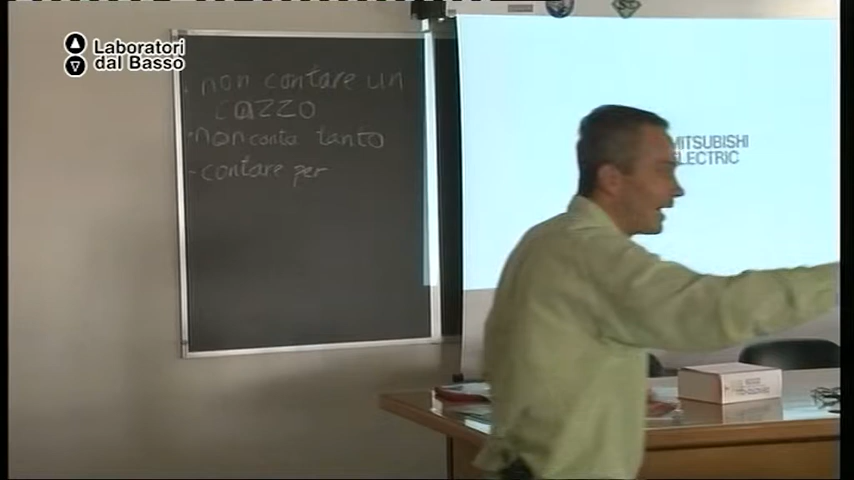 Laboratori
dal Basso
- non contare un
cazzo
- non conta tanto
- contare per
MITSUBISHI
ELECTRIC